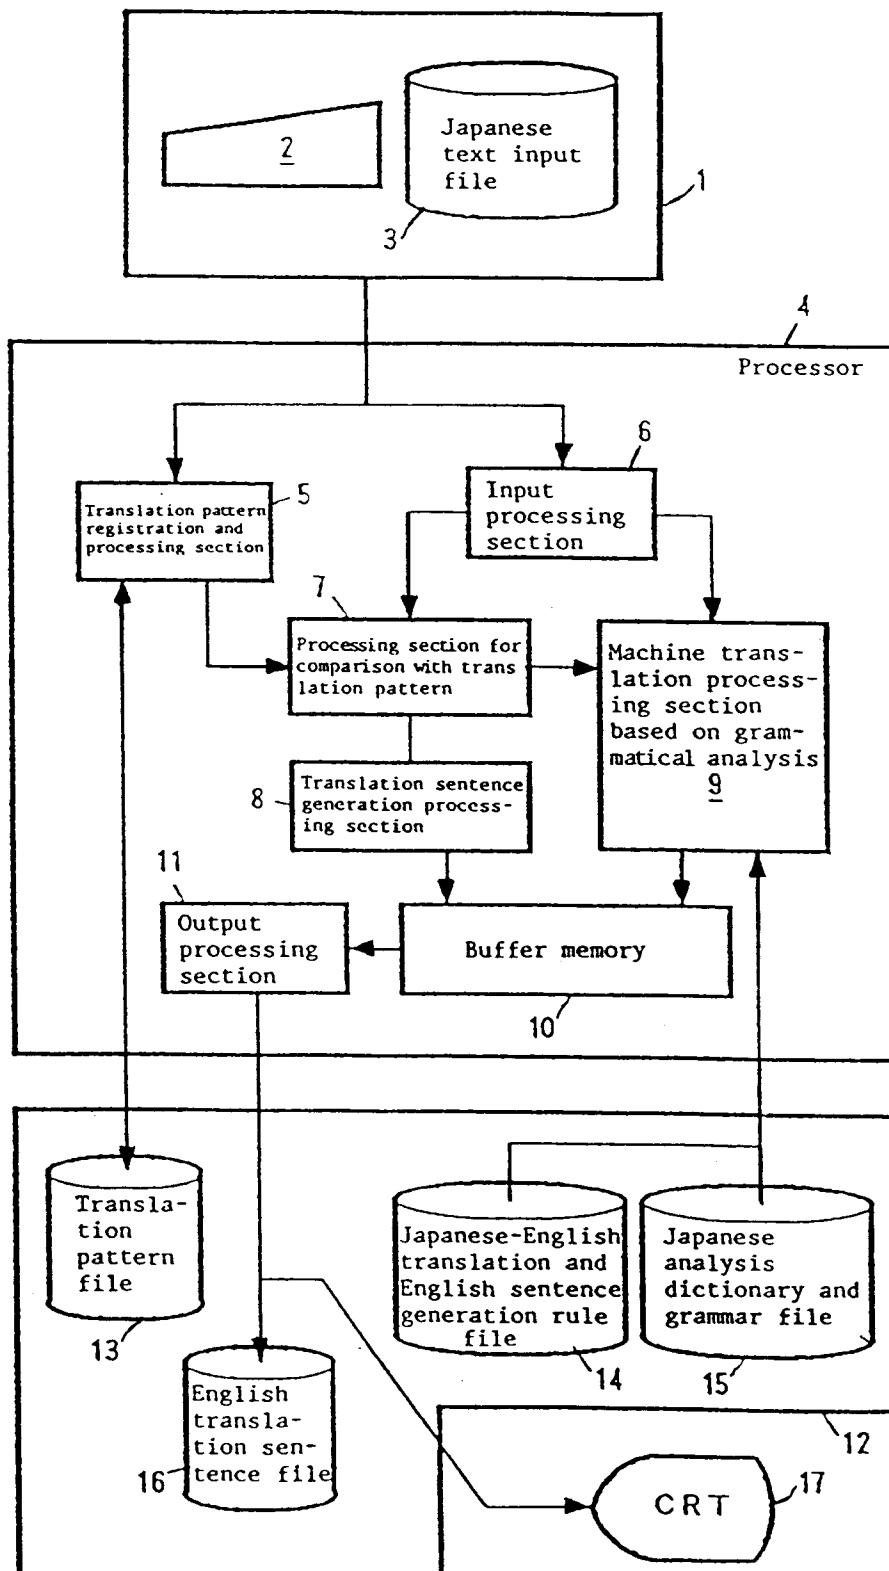 2
Japanese
text input
file
3
1
4
Processor
5
Translation pattern
registration and
processing section
6
Input
processing
section
7
Processing section for
comparison with trans
lation pattern
Machine trans-
lation process-
ing section
based on gram-
matical analysis
9
8
Translation sentence
generation process-
ing section
11
Output
processing
section
Buffer memory
10
Transla-
tion
pattern
file
13
Japanese-English
translation and
English sentence
generation rule
file
14
Japanese
analysis
dictionary and
grammar file
15
English
transla-
tion sen-
tence file
16
12
CRT
17